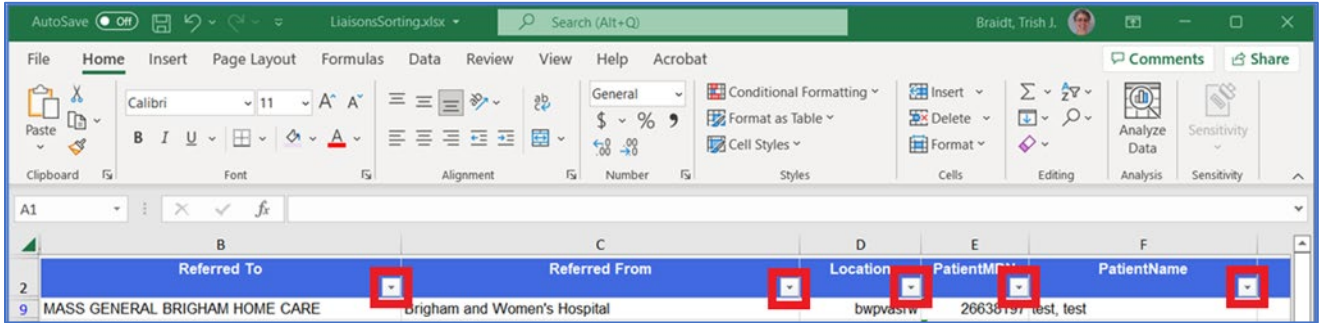 AutoSave Off LiaisonsSorting.xlsx Search (Alt+Q) Braidt, Trish J.
File Home Insert Page Layout Formulas Data Review View Help Acrobat Comments Share
Calibri 11 A^ A˅ General Conditional Formatting Insert Σ
Paste B I U A $ % 9 Format as Table Delete Analyze Data Sensitivity
Cell Styles Format
Clipboard Font Alignment Number Styles Cells Editing Analysis Sensitivity
A1 fx
B C D E F
2 Referred To Referred From Location PatientMRN PatientName
9 MASS GENERAL BRIGHAM HOME CARE Brigham and Women's Hospital 26638197 test, test